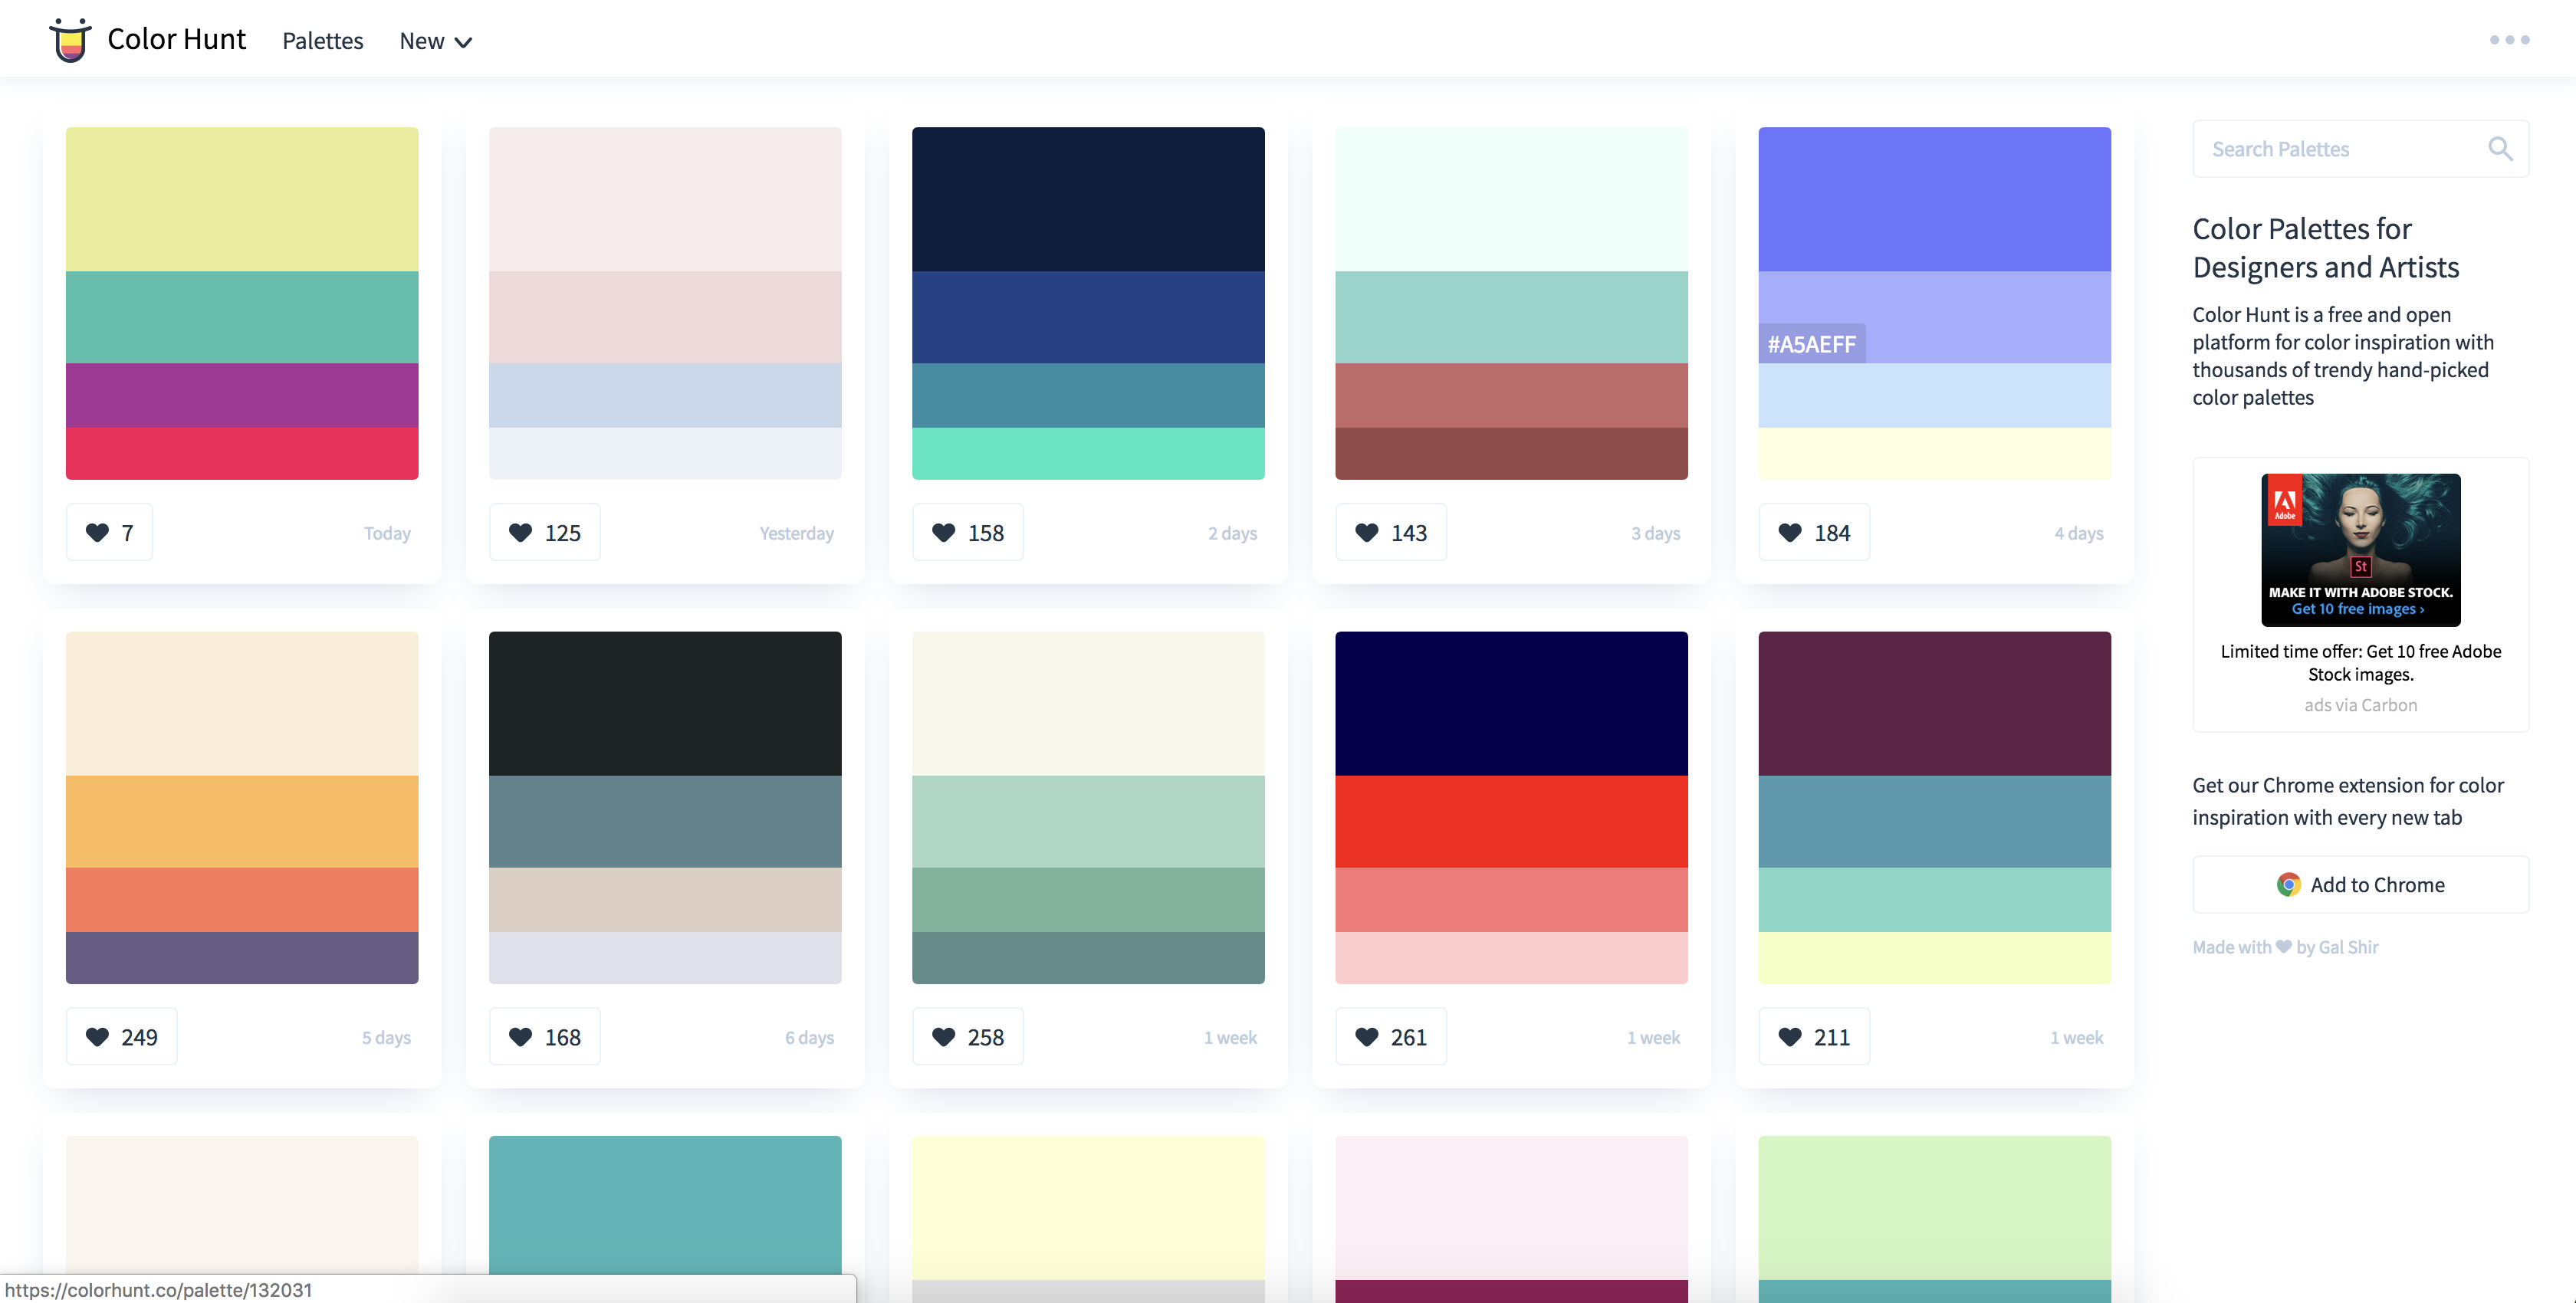 Color Hunt
Palettes
New
Search Palettes
#A5AEFF
7
Today
125
Yesterday
158
2 days
143
3 days
184
4 days
249
5 days
168
6 days
258
1 week
261
1 week
211
1 week
Color Palettes for
Designers and Artists
Color Hunt is a free and open
platform for color inspiration with
thousands of trendy hand-picked
color palettes
Adobe
St
MAKE IT WITH ADOBE STOCK.
Get 10 free images ›
Limited time offer: Get 10 free Adobe
Stock images.
ads via Carbon
Get our Chrome extension for color
inspiration with every new tab
Add to Chrome
Made with ♥ by Gal Shir
https://colorhunt.co/palette/132031